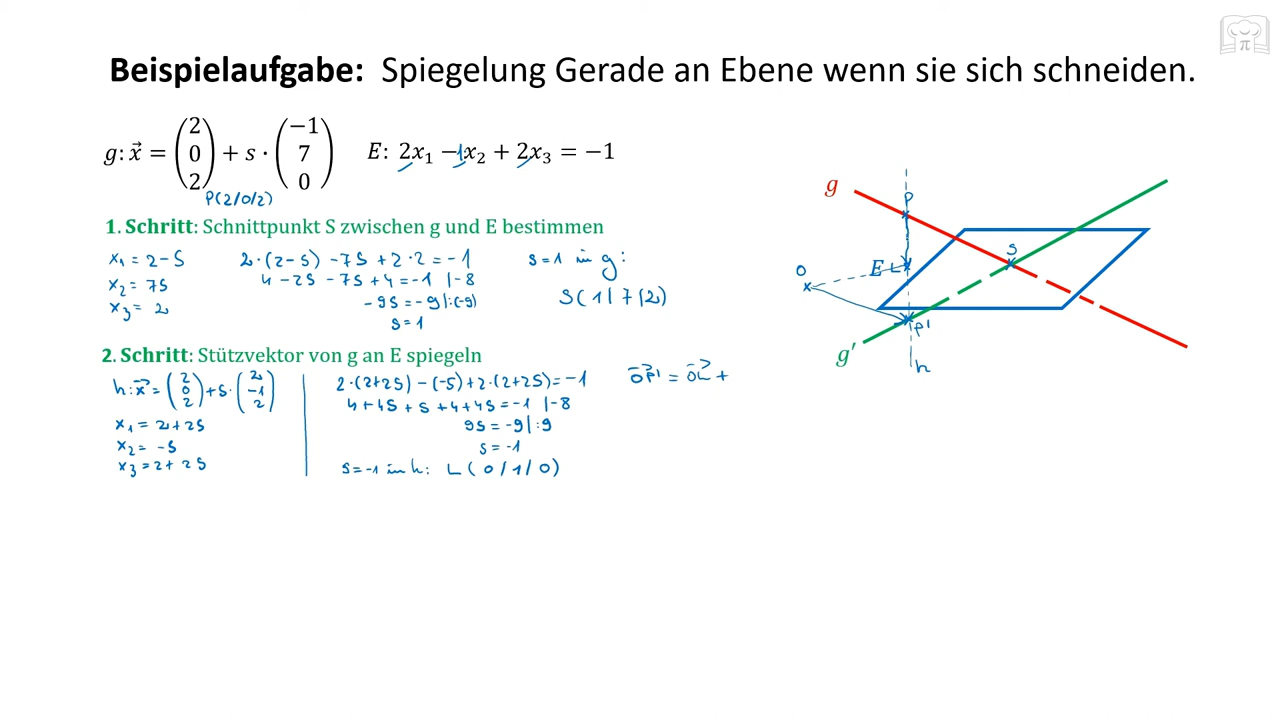 Beispielaufgabe: Spiegelung Gerade an Ebene wenn sie sich schneiden.
g: x⃗ = (2 0 2) + s · (−1 7 0) E: 2x₁ −1x₂ + 2x₃ = −1
P(2/0/2)
1. Schritt: Schnittpunkt S zwischen g und E bestimmen
x₁ = 2−s 2·(2−s) −7s +2·2 = −1 s=1 in g:
x₂ = 7s 4 −2s −7s +4 = −1 |−8 S(1|7|2)
x₃ = 2 −9s = −9 |:(−9)
s=1
2. Schritt: Stützvektor von g an E spiegeln
h: x⃗ = (2 0 2) + s·(2 −1 2) 2·(2+2s) −(−s) +2·(2+2s) = −1 OP'⃗ = OL⃗ +
x₁ = 2+2s 4+4s +s +4+4s = −1 |−8
x₂ = −s 9s = −9 |:9
x₃ = 2+2s s = −1
s=−1 in h: L(0/1/0)
g
P
S
O
E
L
P'
g'
h
π